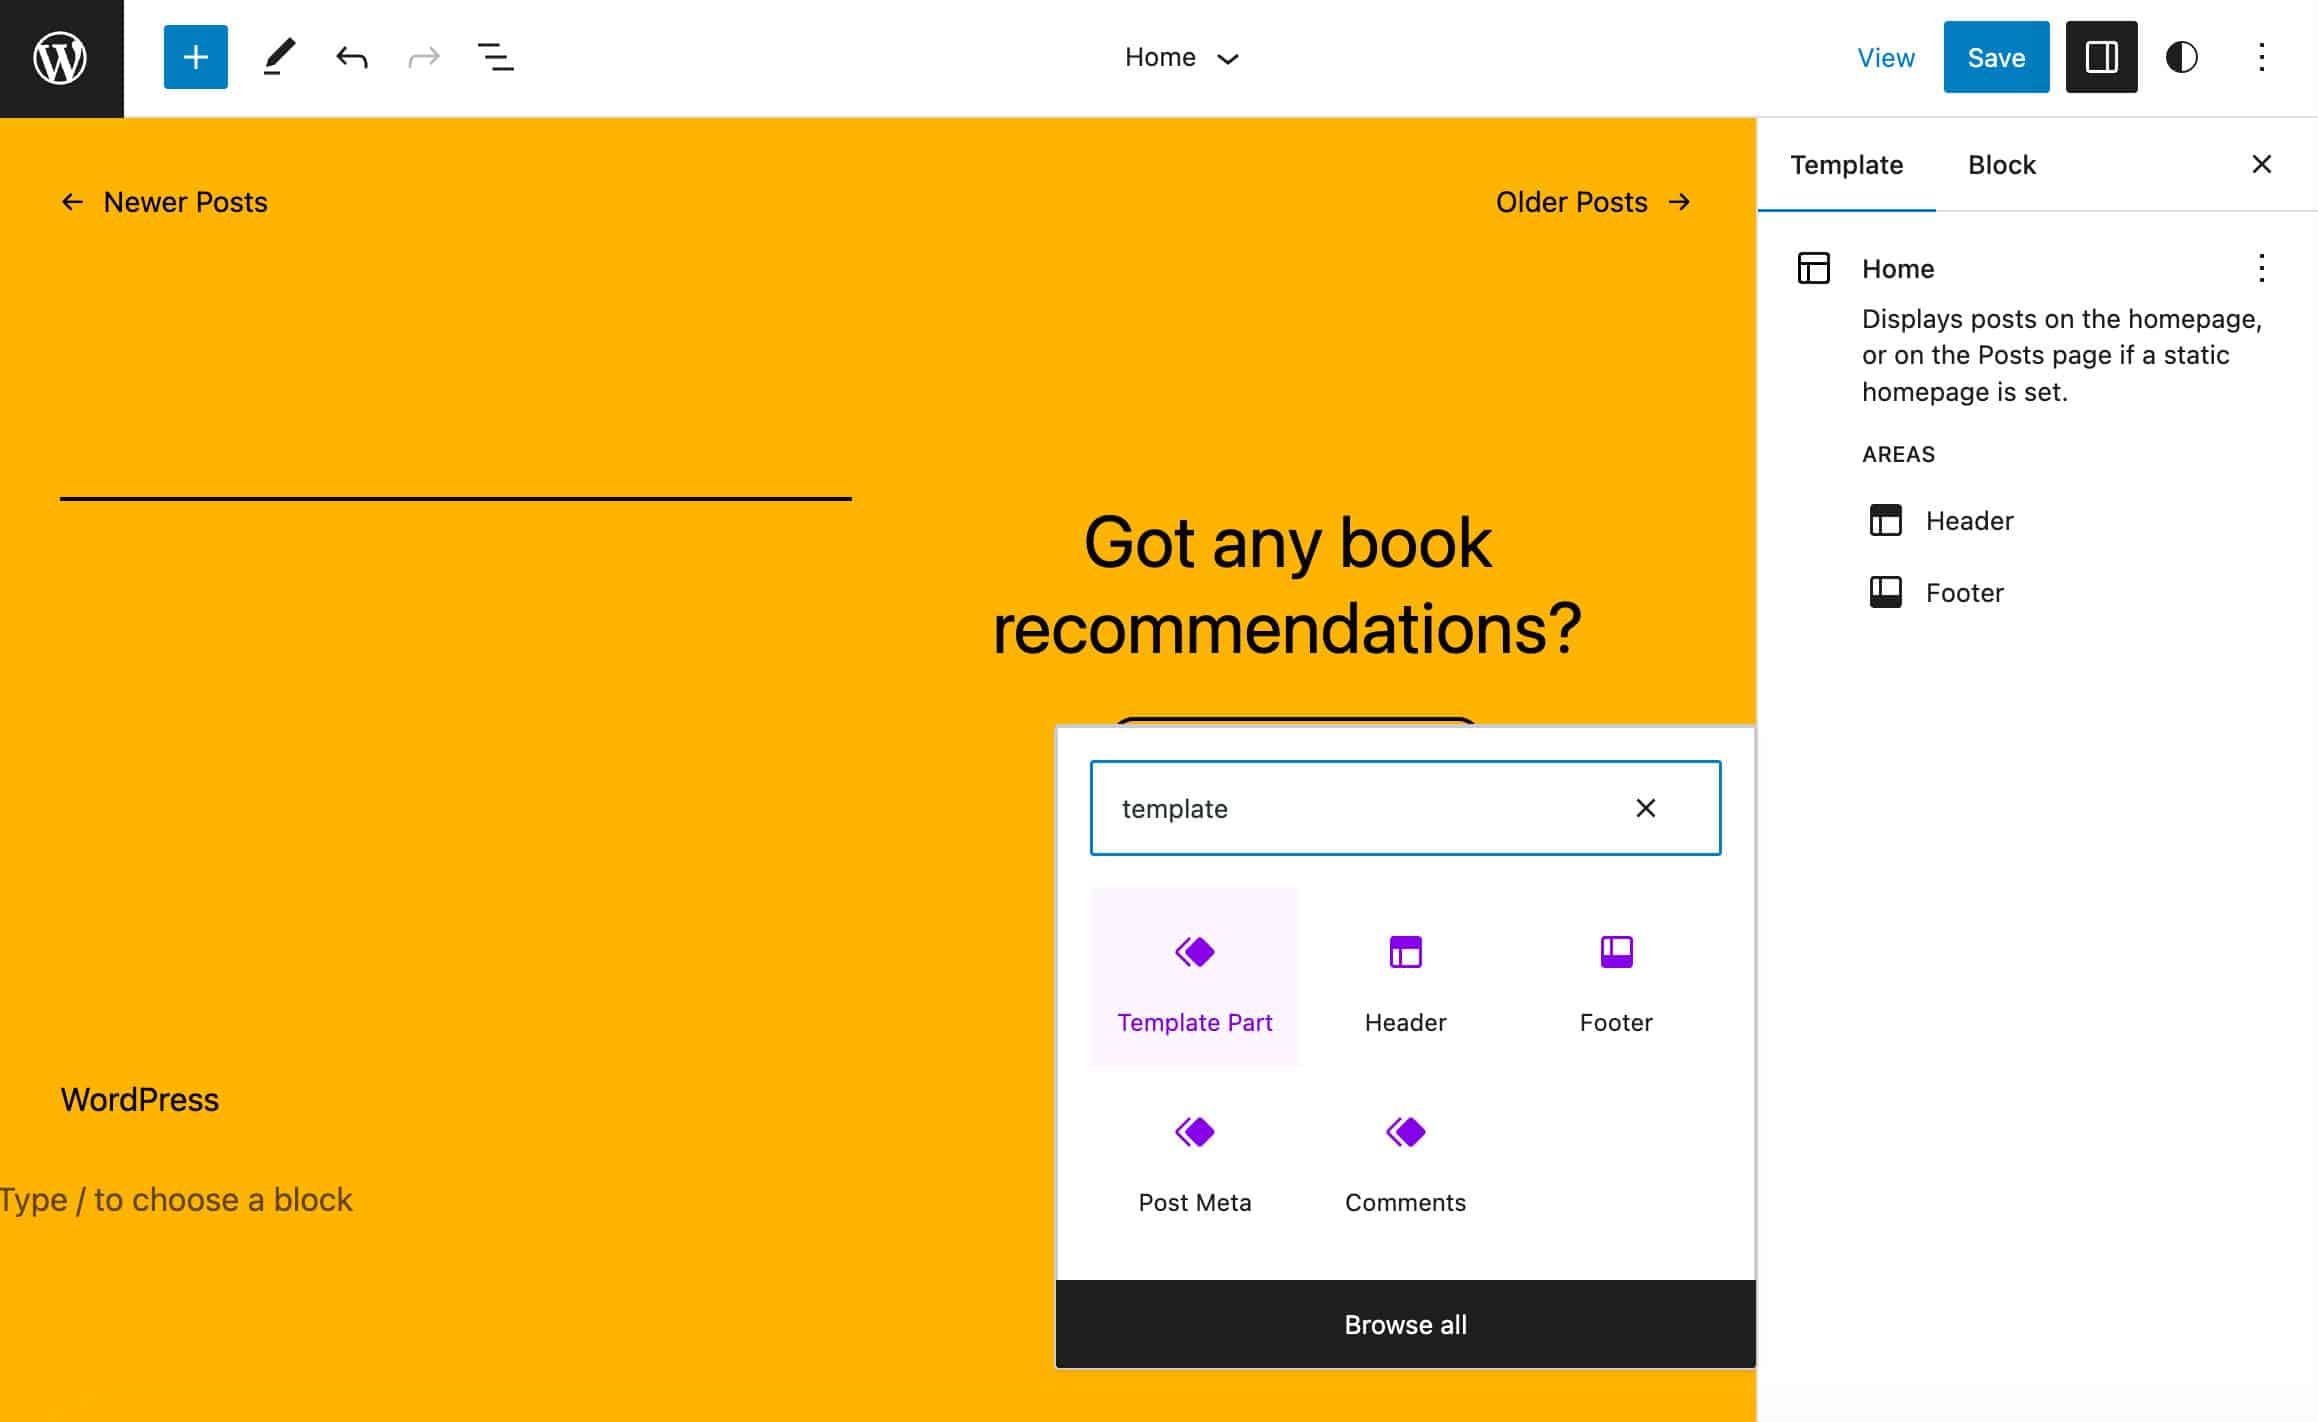 Home
View
Save
← Newer Posts
Older Posts →
Got any book
recommendations?
template
Template Part
Header
Footer
Post Meta
Comments
Browse all
WordPress
Type / to choose a block
Template
Block
Home
Displays posts on the homepage,
or on the Posts page if a static
homepage is set.
AREAS
Header
Footer